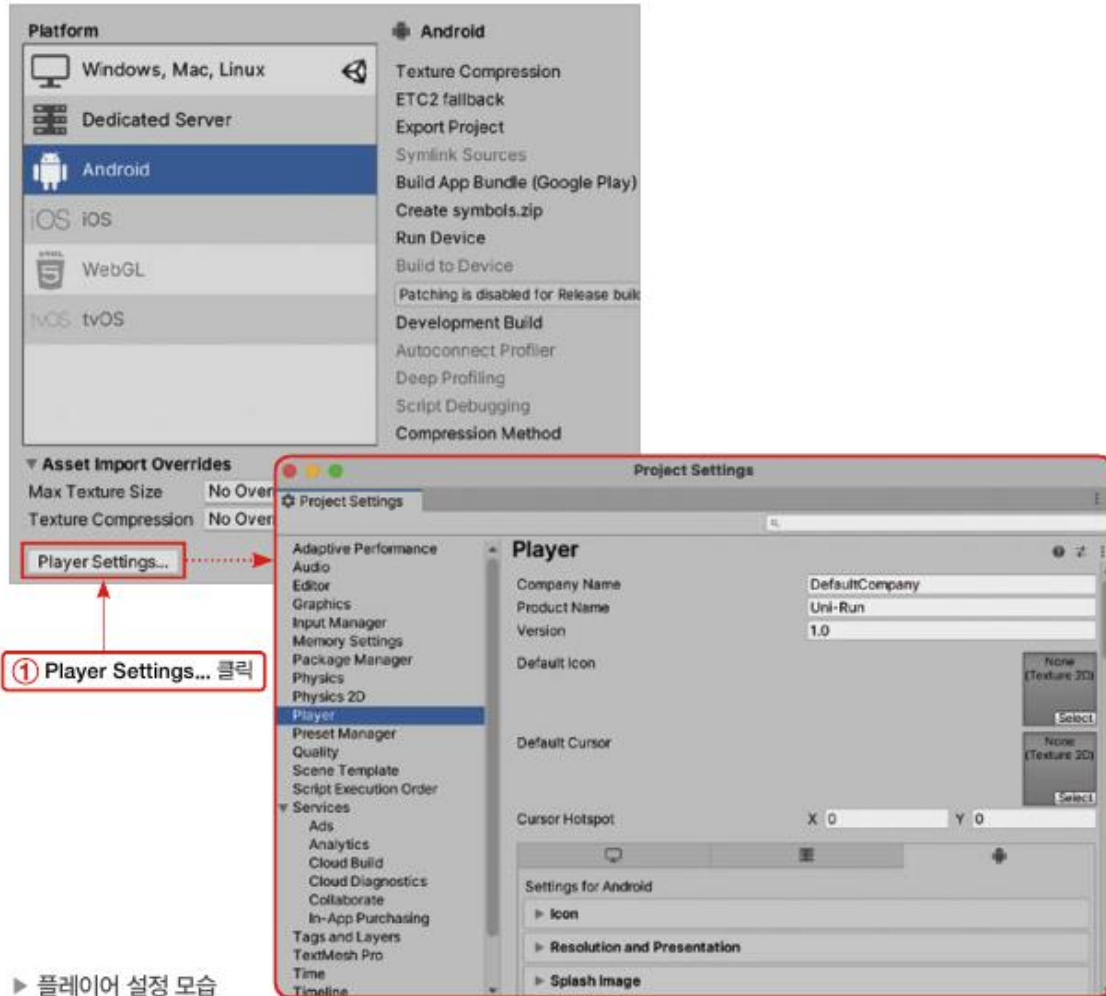 Platform
Windows, Mac, Linux
Dedicated Server
Android
iOS iOS
WebGL
tvOS tvOS
Android
Texture Compression
ETC2 fallback
Export Project
Symlink Sources
Build App Bundle (Google Play)
Create symbols.zip
Run Device
Build to Device
Patching is disabled for Release buil
Development Build
Autoconnect Profiler
Deep Profiling
Script Debugging
Compression Method
Asset Import Overrides
Max Texture Size No Over
Texture Compression No Over
Player Settings...
① Player Settings... 클릭
Project Settings
Project Settings
Adaptive Performance
Audio
Editor
Graphics
Input Manager
Memory Settings
Package Manager
Physics
Physics 2D
Player
Preset Manager
Quality
Scene Template
Script Execution Order
Services
Ads
Analytics
Cloud Build
Cloud Diagnostics
Collaborate
In-App Purchasing
Tags and Layers
TextMesh Pro
Time
Timeline
Player
Company Name DefaultCompany
Product Name Uni-Run
Version 1.0
Default Icon
None
(Texture 2D)
Select
Default Cursor
None
(Texture 2D)
Select
Cursor Hotspot X 0 Y 0
Settings for Android
Icon
Resolution and Presentation
Splash Image
▶ 플레이어 설정 모습